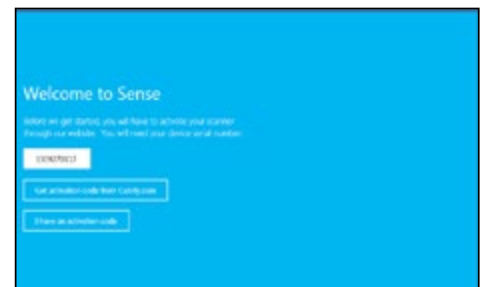 Welcome to Sense
Before we get started, you will have to activate your scanner
through our website. You will need your device serial number.
Get activation code from Cubify.com
I have an activation code